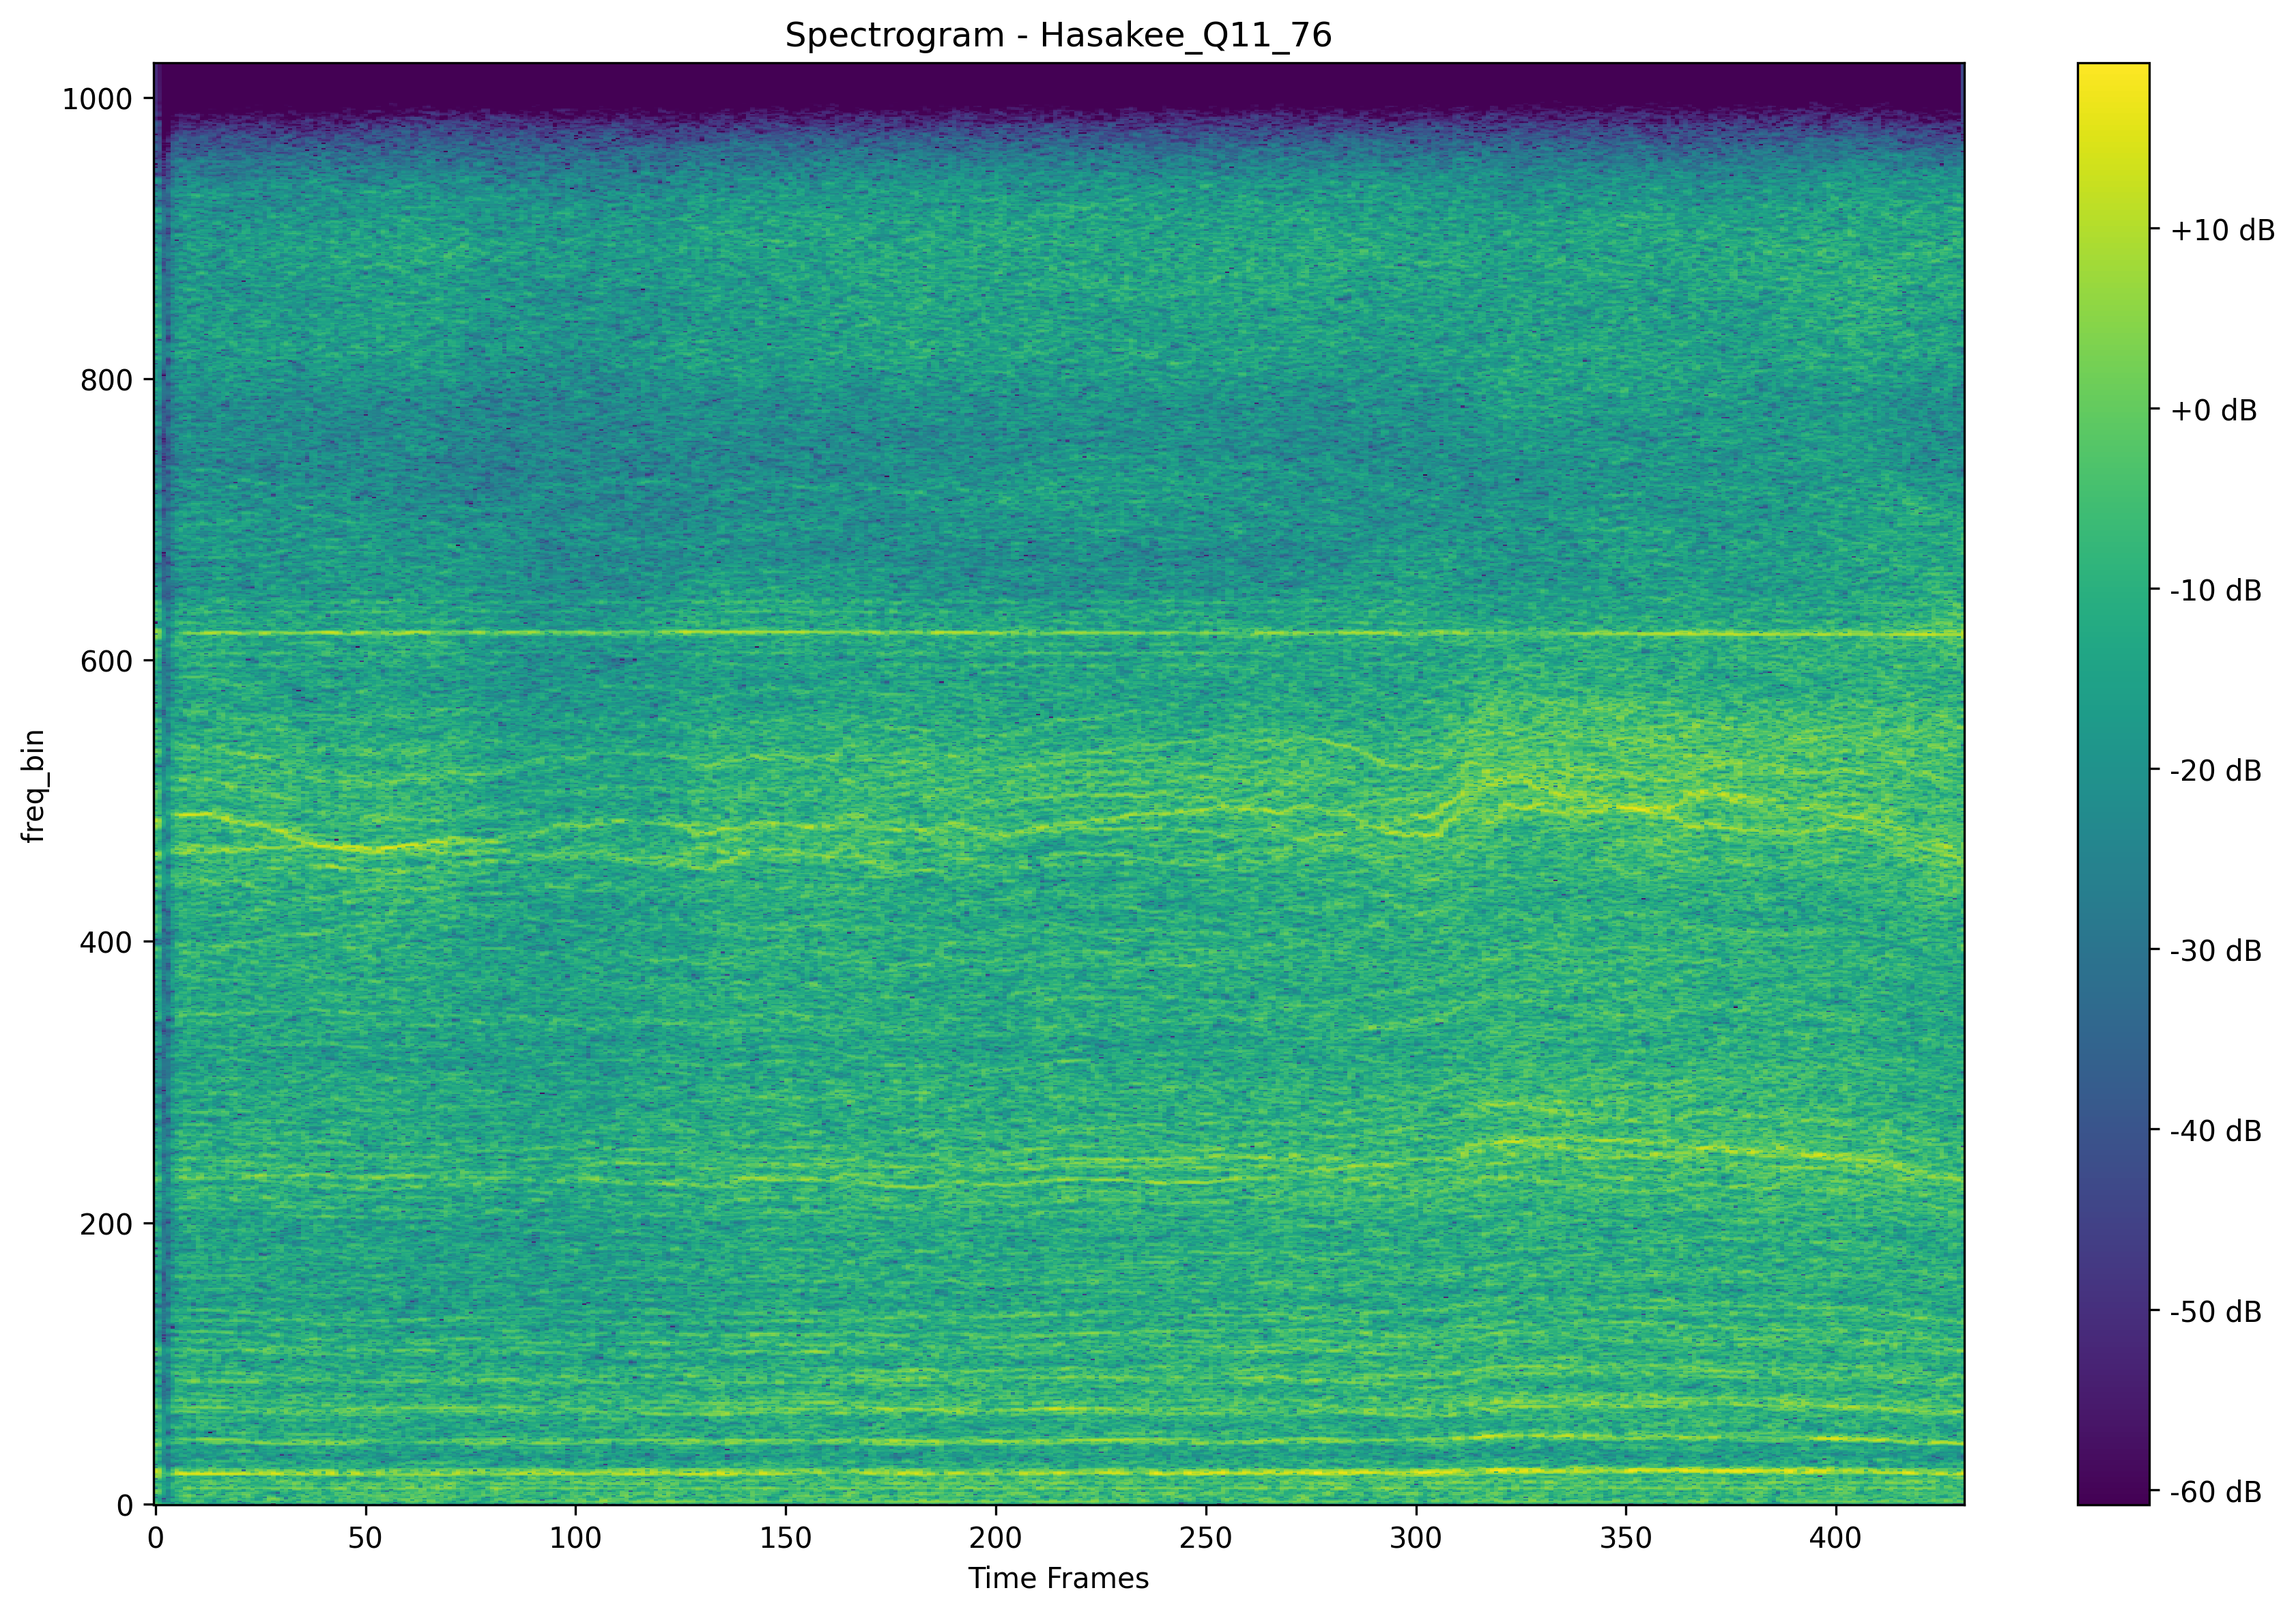 Spectrogram - Hasakee_Q11_76
1000
800
600
400
200
0
freq_bin
0 50 100 150 200 250 300 350 400
Time Frames
+10 dB
+0 dB
-10 dB
-20 dB
-30 dB
-40 dB
-50 dB
-60 dB